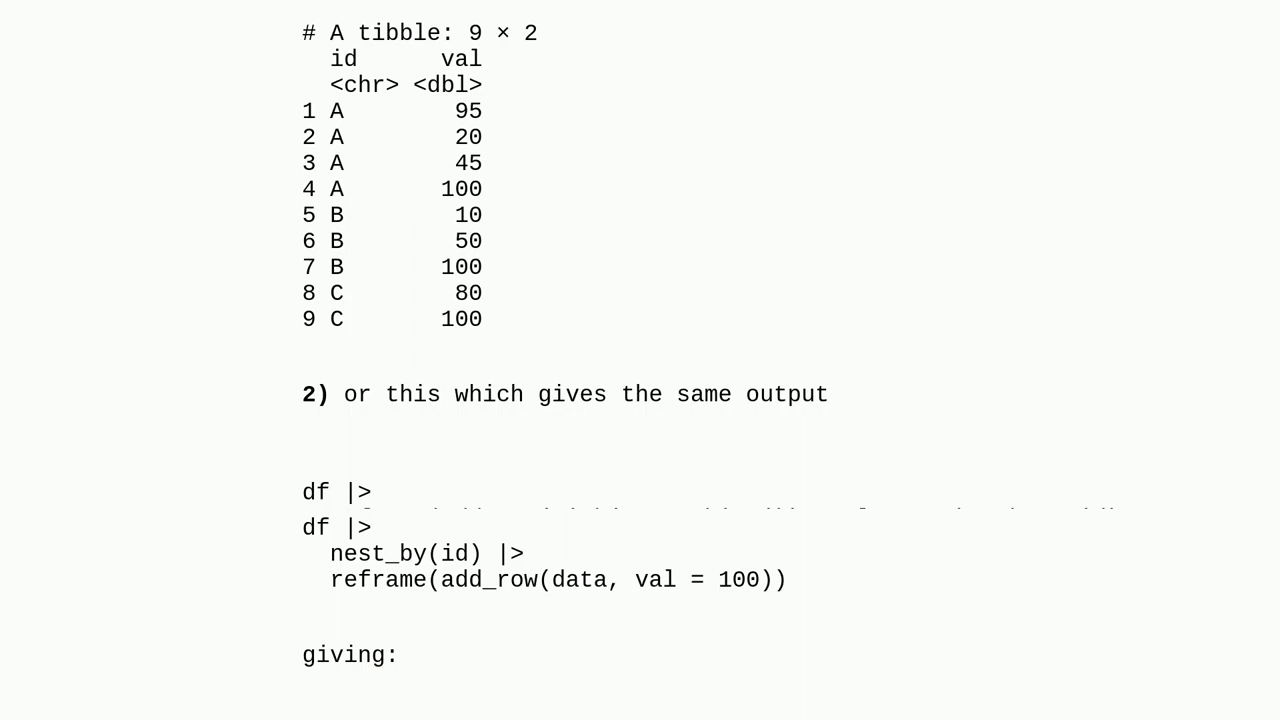 # A tibble: 9 × 2
  id      val
  <chr> <dbl>
1 A        95
2 A        20
3 A        45
4 A       100
5 B        10
6 B        50
7 B       100
8 C        80
9 C       100
2) or this which gives the same output
df |>
df |>
  nest_by(id) |>
  reframe(add_row(data, val = 100))
giving: